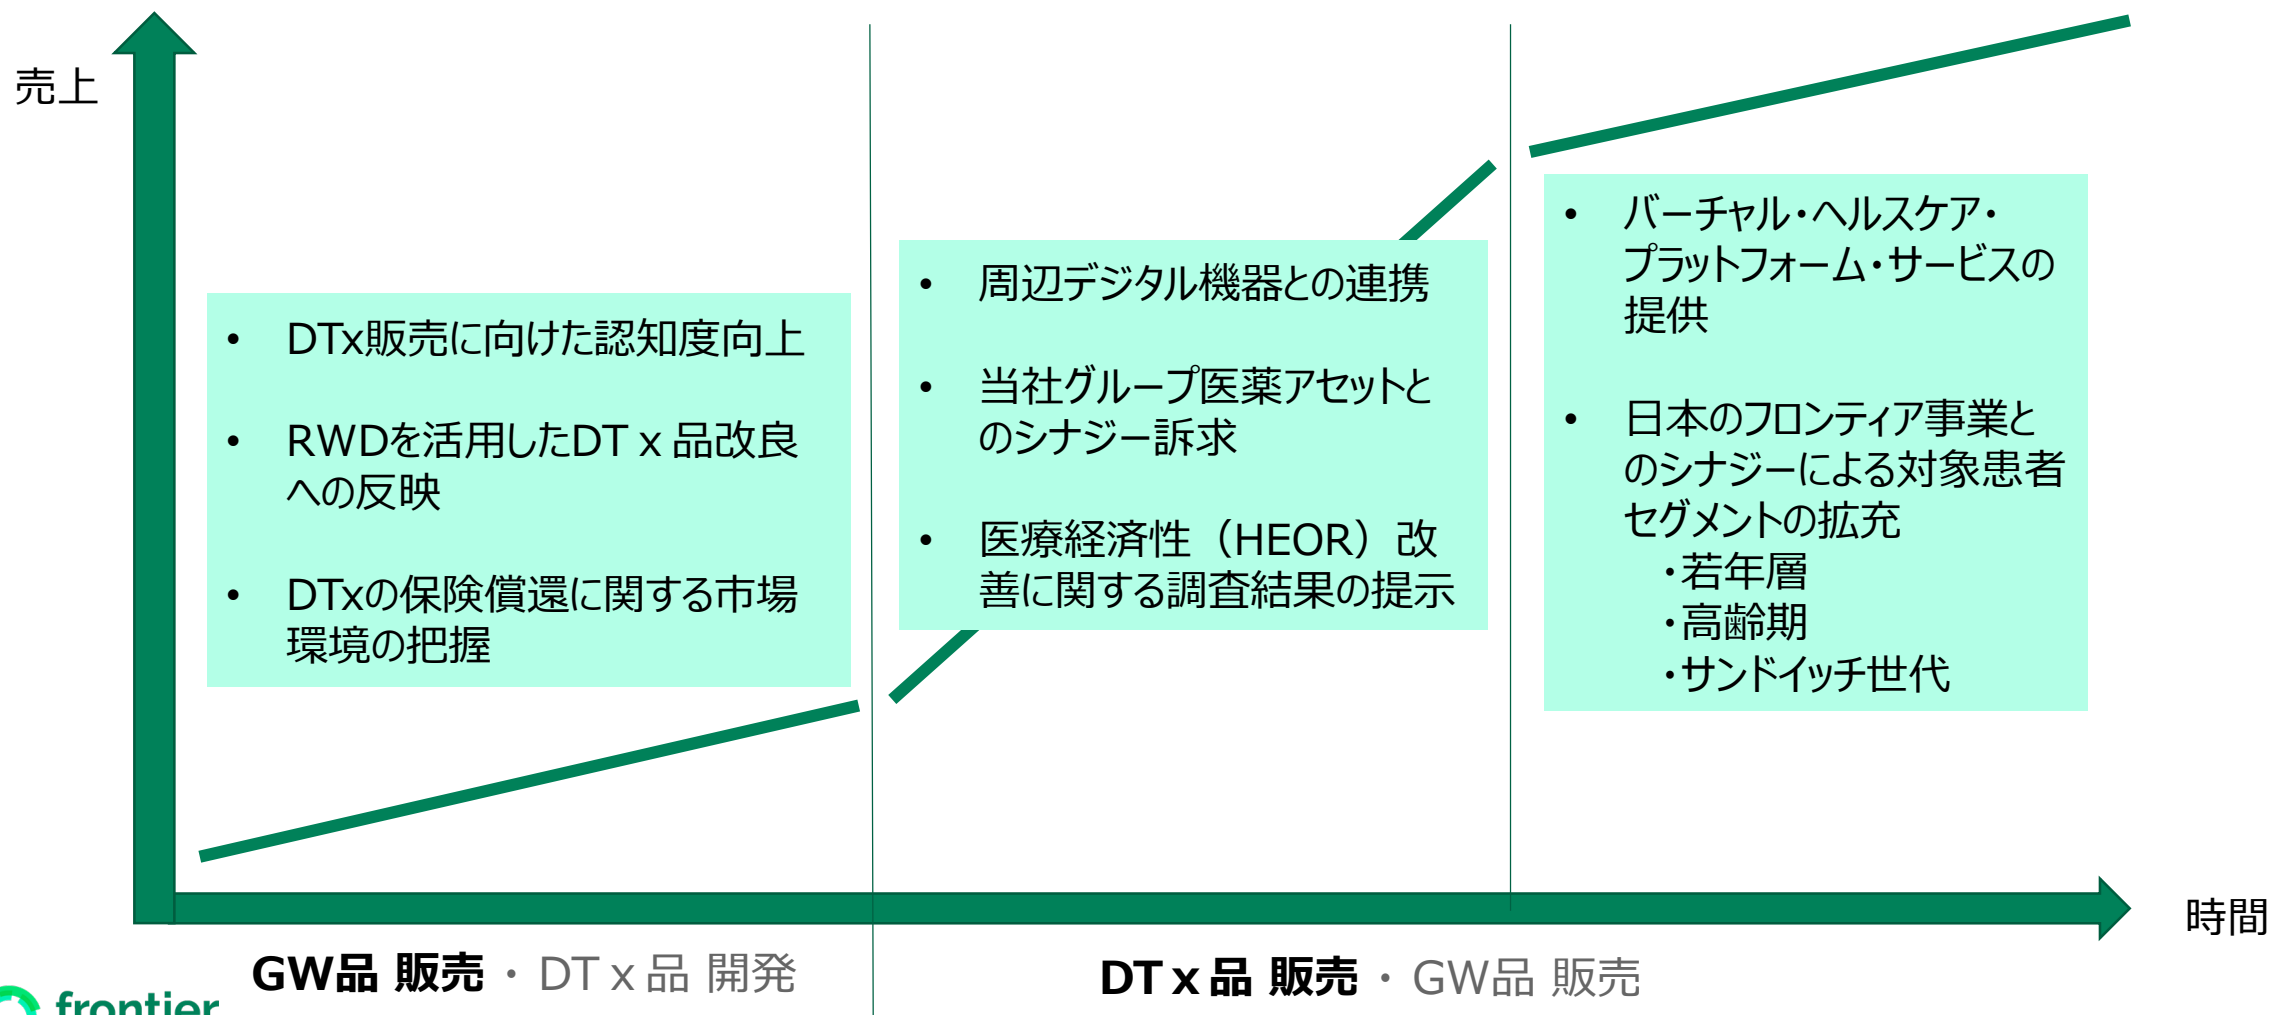 売上
• DTx販売に向けた認知度向上
• RWDを活用したDTｘ品改良
への反映
• DTxの保険償還に関する市場
環境の把握
• 周辺デジタル機器との連携
• 当社グループ医薬アセットと
のシナジー訴求
• 医療経済性（HEOR）改
善に関する調査結果の提示
• バーチャル・ヘルスケア・
プラットフォーム・サービスの
提供
• 日本のフロンティア事業と
のシナジーによる対象患者
セグメントの拡充
・若年層
・高齢期
・サンドイッチ世代
時間
GW品 販売・DTｘ品 開発
DTｘ品 販売・GW品 販売
frontier